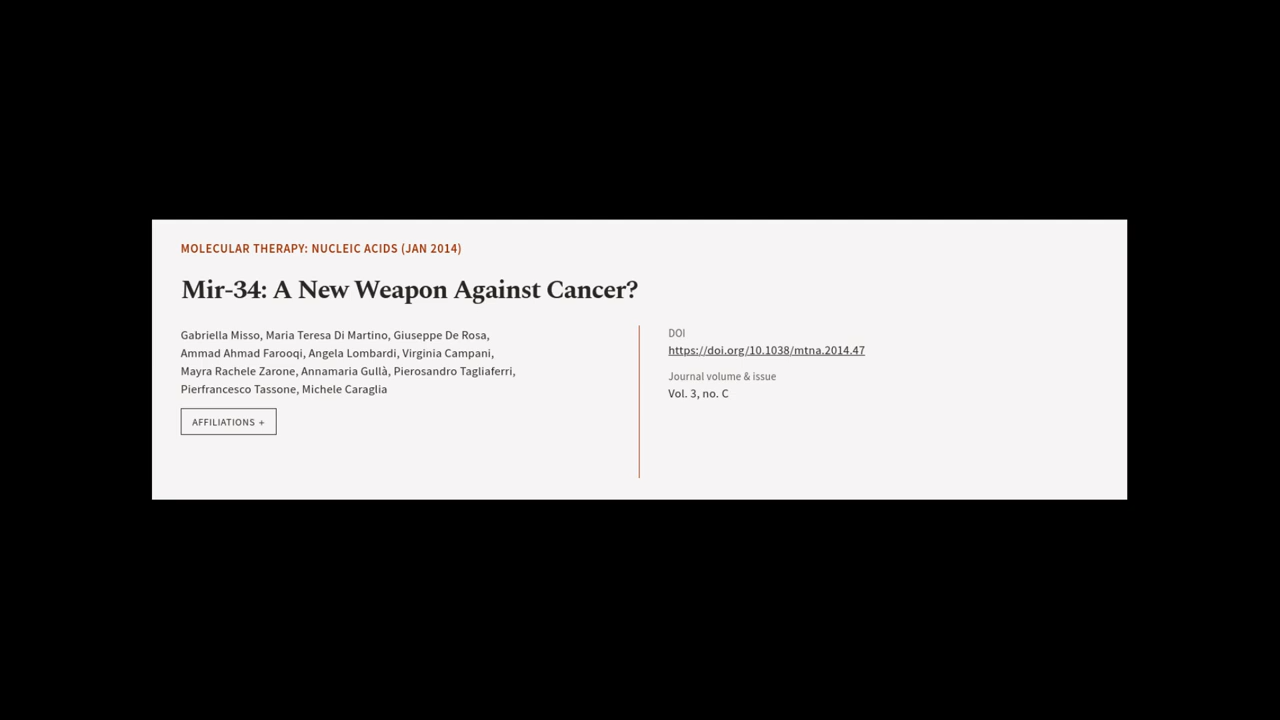 MOLECULAR THERAPY: NUCLEIC ACIDS (JAN 2014)
Mir-34: A New Weapon Against Cancer?
Gabriella Misso, Maria Teresa Di Martino, Giuseppe De Rosa,
Ammad Ahmad Farooqi, Angela Lombardi, Virginia Campani,
Mayra Rachele Zarone, Annamaria Gullà, Pierosandro Tagliaferri,
Pierfrancesco Tassone, Michele Caraglia
AFFILIATIONS +
DOI
https://doi.org/10.1038/mtna.2014.47
Journal volume & issue
Vol. 3, no. C